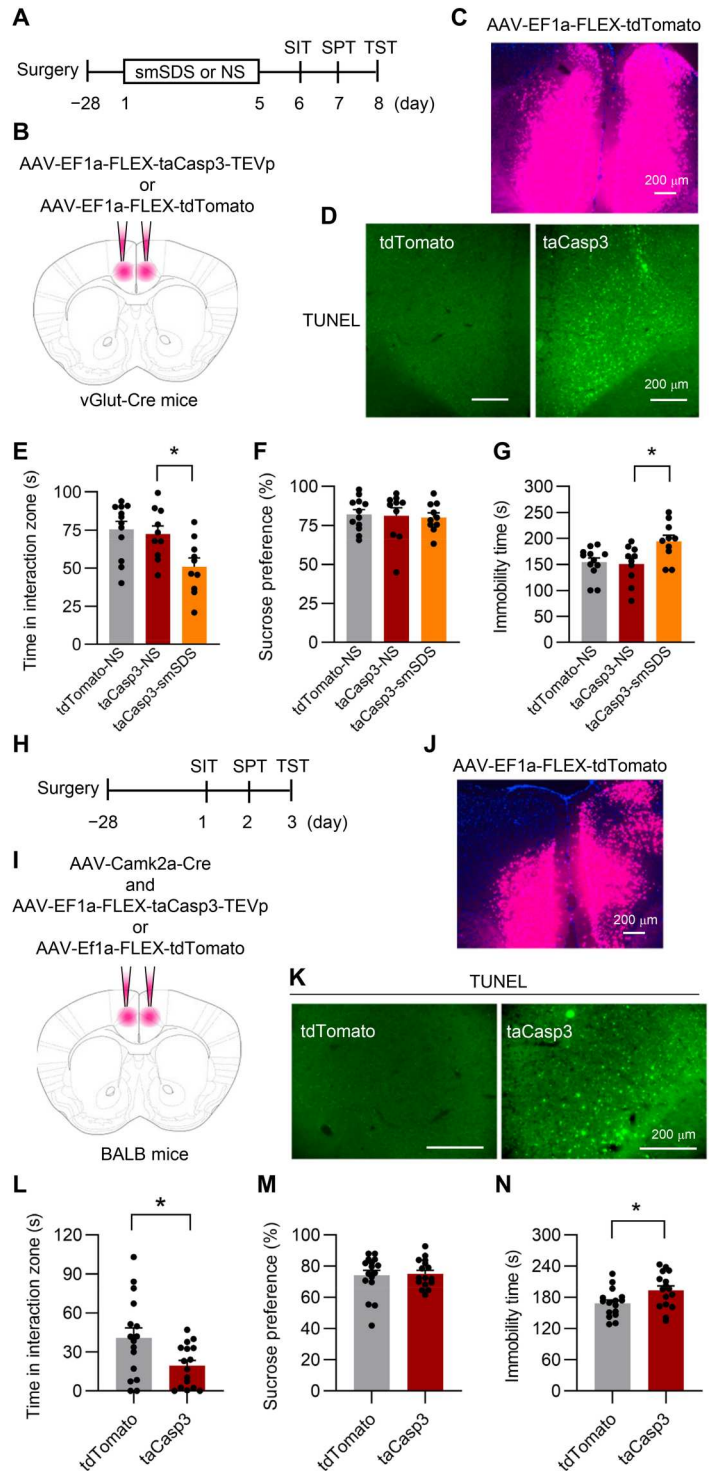 A
SIT SPT TST
Surgery smSDS or NS
−28 1 5 6 7 8 (day)
B
AAV-EF1a-FLEX-taCasp3-TEVp
or
AAV-EF1a-FLEX-tdTomato
vGlut-Cre mice
C
AAV-EF1a-FLEX-tdTomato
200 μm
D
tdTomato taCasp3
TUNEL
200 μm
E
*
Time in interaction zone (s)
100
75
50
25
0
tdTomato-NS
taCasp3-NS
taCasp3-smSDS
F
Sucrose preference (%)
100
75
50
25
0
tdTomato-NS
taCasp3-NS
taCasp3-smSDS
G
*
Immobility time (s)
300
250
200
150
100
50
0
tdTomato-NS
taCasp3-NS
taCasp3-smSDS
H
SIT SPT TST
Surgery
−28 1 2 3 (day)
I
AAV-Camk2a-Cre
and
AAV-EF1a-FLEX-taCasp3-TEVp
or
AAV-Ef1a-FLEX-tdTomato
BALB mice
J
AAV-EF1a-FLEX-tdTomato
200 μm
K
TUNEL
tdTomato taCasp3
200 μm
L
*
Time in interaction zone (s)
120
90
60
30
0
tdTomato
taCasp3
M
Sucrose preference (%)
100
80
60
40
20
0
tdTomato
taCasp3
N
*
Immobility time (s)
300
240
180
120
60
0
tdTomato
taCasp3